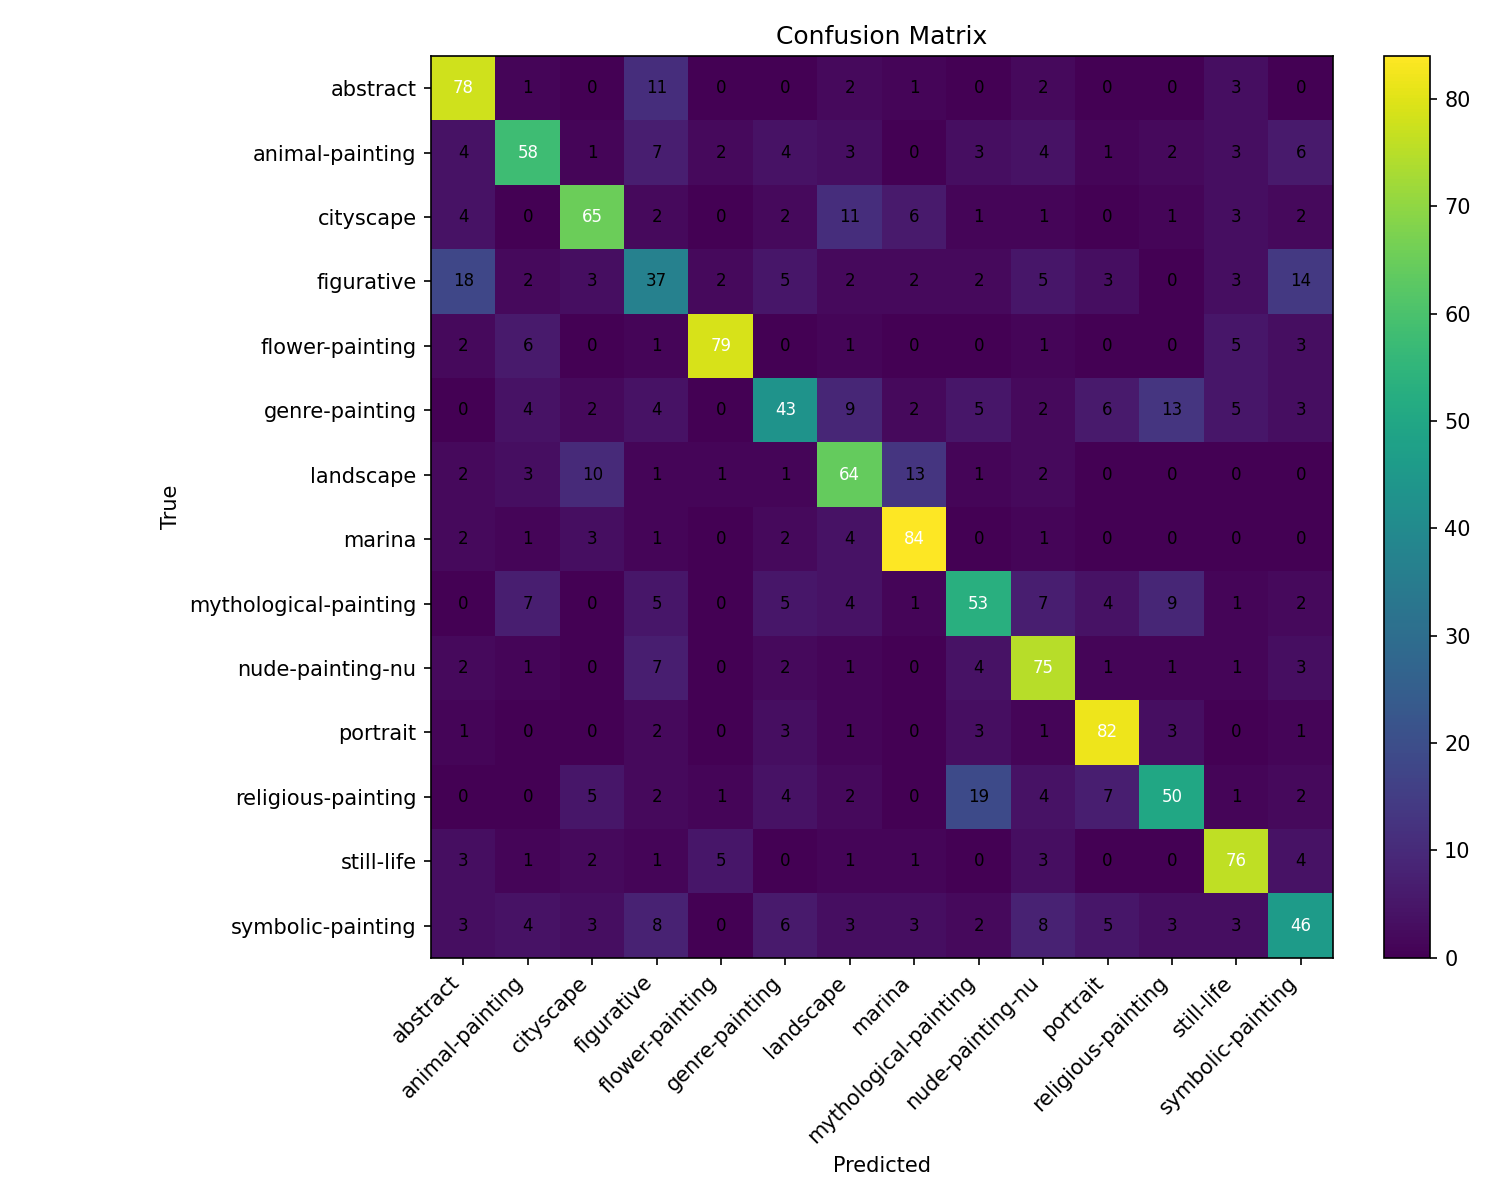 Confusion Matrix
abstract 78 1 0 11 0 0 2 1 0 2 0 0 3 0
animal-painting 4 58 1 7 2 4 3 0 3 4 1 2 3 6
cityscape 4 0 65 2 0 2 11 6 1 1 0 1 3 2
figurative 18 2 3 37 2 5 2 2 2 5 3 0 3 14
flower-painting 2 6 0 1 79 0 1 0 0 1 0 0 5 3
genre-painting 0 4 2 4 0 43 9 2 5 2 6 13 5 3
landscape 2 3 10 1 1 1 64 13 1 2 0 0 0 0
marina 2 1 3 1 0 2 4 84 0 1 0 0 0 0
mythological-painting 0 7 0 5 0 5 4 1 53 7 4 9 1 2
nude-painting-nu 2 1 0 7 0 2 1 0 4 75 1 1 1 3
portrait 1 0 0 2 0 3 1 0 3 1 82 3 0 1
religious-painting 0 0 5 2 1 4 2 0 19 4 7 50 1 2
still-life 3 1 2 1 5 0 1 1 0 3 0 0 76 4
symbolic-painting 3 4 3 8 0 6 3 3 2 8 5 3 3 46
True
abstract
animal-painting
cityscape
figurative
flower-painting
genre-painting
landscape
marina
mythological-painting
nude-painting-nu
portrait
religious-painting
still-life
symbolic-painting
Predicted
80
70
60
50
40
30
20
10
0